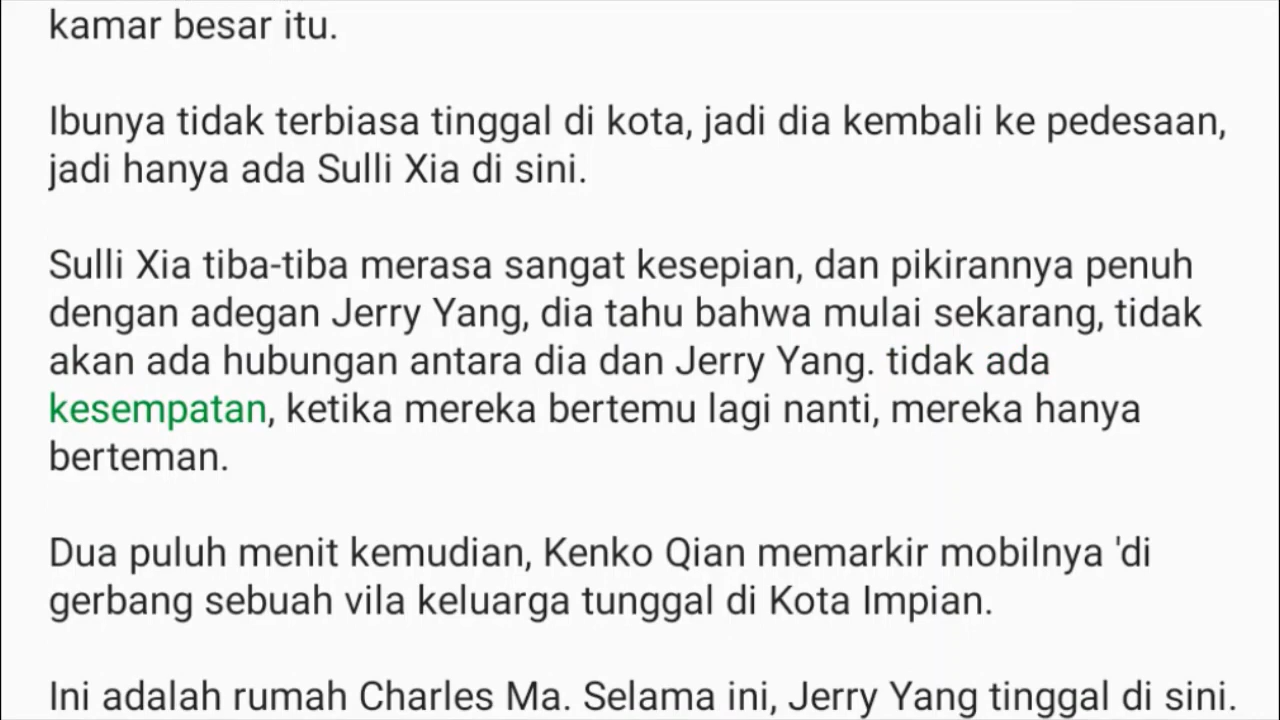 kamar besar itu.
Ibunya tidak terbiasa tinggal di kota, jadi dia kembali ke pedesaan,
jadi hanya ada Sulli Xia di sini.
Sulli Xia tiba-tiba merasa sangat kesepian, dan pikirannya penuh
dengan adegan Jerry Yang, dia tahu bahwa mulai sekarang, tidak
akan ada hubungan antara dia dan Jerry Yang. tidak ada
kesempatan, ketika mereka bertemu lagi nanti, mereka hanya
berteman.
Dua puluh menit kemudian, Kenko Qian memarkir mobilnya 'di
gerbang sebuah vila keluarga tunggal di Kota Impian.
Ini adalah rumah Charles Ma. Selama ini, Jerry Yang tinggal di sini.